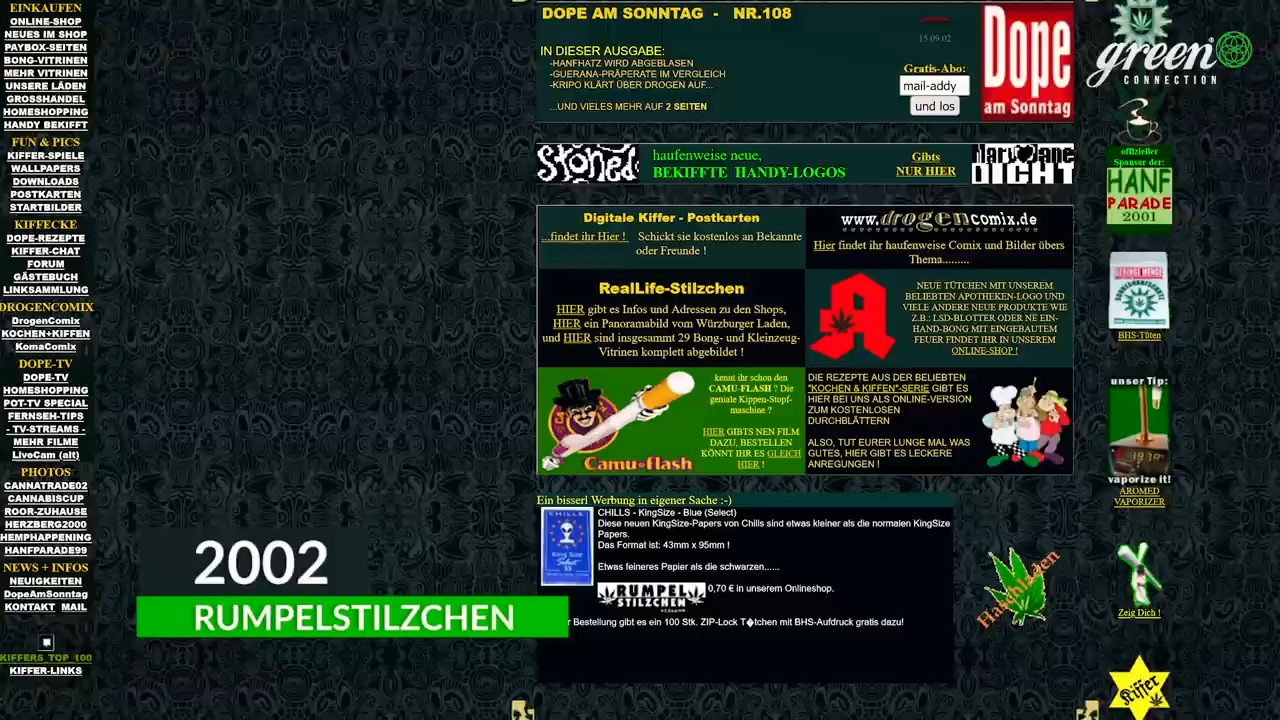 EINKAUFEN
ONLINE-SHOP
NEUES IM SHOP
PAYBOX-SEITEN
BONG-VITRINEN
MEHR VITRINEN
UNSERE LÄDEN
GROSSHANDEL
HOMESHOPPING
HANDY BEKIFFT
FUN & PICS
KIFFER-SPIELE
WALLPAPERS
DOWNLOADS
POSTKARTEN
STARTBILDER
KIFFECKE
DOPE-REZEPTE
KIFFER-CHAT
FORUM
GÄSTEBUCH
LINKSAMMLUNG
DROGENCOMIX
DrogenComix
KOCHEN+KIFFEN
KomaComix
DOPE-TV
DOPE-TV
HOMESHOPPING
POT-TV SPECIAL
FERNSEH-TIPS
- TV-STREAMS -
MEHR FILME
LiveCam (alt)
PHOTOS
CANNATRADE02
CANNABISCUP
ROOR-ZUHAUSE
HERZBERG2000
HEMPHAPPENING
HANFPARADE99
NEWS + INFOS
NEUIGKEITEN
DopeAmSonntag
KONTAKT MAIL
KIFFERS TOP 100
KIFFER-LINKS
2002
RUMPELSTILZCHEN
DOPE AM SONNTAG - NR.108
15.09.02
IN DIESER AUSGABE:
-HANFHATZ WIRD ABGEBLASEN
-GUERANA-PRÄPERATE IM VERGLEICH
-KRIPO KLÄRT ÜBER DROGEN AUF...
...UND VIELES MEHR AUF 2 SEITEN
Gratis-Abo:
mail-addy
und los
Dope
am Sonntag
Stoned
haufenweise neue,
BEKIFFTE HANDY-LOGOS
Gibts
NUR HIER
Digitale Kiffer - Postkarten
...findet ihr Hier ! Schickt sie kostenlos an Bekannte
oder Freunde !
www.drogencomix.de
Hier findet ihr haufenweise Comix und Bilder übers
Thema.........
RealLife-Stilzchen
HIER gibt es Infos und Adressen zu den Shops,
HIER ein Panoramabild vom Würzburger Laden,
und HIER sind insgesamt 29 Bong- und Kleinzeug-
Vitrinen komplett abgebildet !
NEUE TÜTCHEN MIT UNSEREM
BELIEBTEN APOTHEKEN-LOGO UND
VIELE ANDERE NEUE PRODUKTE WIE
Z.B.: LSD-BLOTTER ODER NE EIN-
HAND-BONG MIT EINGEBAUTEM
FEUER FINDET IHR IN UNSEREM
ONLINE-SHOP !
Camu-flash
kennt ihr schon den
CAMU-FLASH ? Die
geniale Kippen-Stopf-
maschine ?
HIER GIBTS NEN FILM
DAZU, BESTELLEN
KÖNNT IHR ES GLEICH
HIER !
DIE REZEPTE AUS DER BELIEBTEN
"KOCHEN & KIFFEN"-SERIE GIBT ES
HIER BEI UNS ALS ONLINE-VERSION
ZUM KOSTENLOSEN
DURCHBLÄTTERN
ALSO, TUT EURER LUNGE MAL WAS
GUTES, HIER GIBT ES LECKERE
ANREGUNGEN !
Ein bisserl Werbung in eigener Sache :-)
CHILLS
King Size
Select
CHILLS - KingSize - Blue (Select)
Diese neuen KingSize-Papers von Chills sind etwas kleiner als die normalen KingSize
Papers.
Das Format ist: 43mm x 95mm !
Etwas feineres Papier als die schwarzen......
RUMPEL
STILZCHEN
VERSAND
0,70 € in unserem Onlineshop.
Bestellung gibt es ein 100 Stk. ZIP-Lock T�tchen mit BHS-Aufdruck gratis dazu!
Haschladen
green
CONNECTION
offizieller
Sponsor der:
HANF
PARADE
2001
GERINGE MENGE
BHS-Tüten
unser Tip:
vaporize it!
AROMED
VAPORIZER
Zeig Dich !
Kiffer